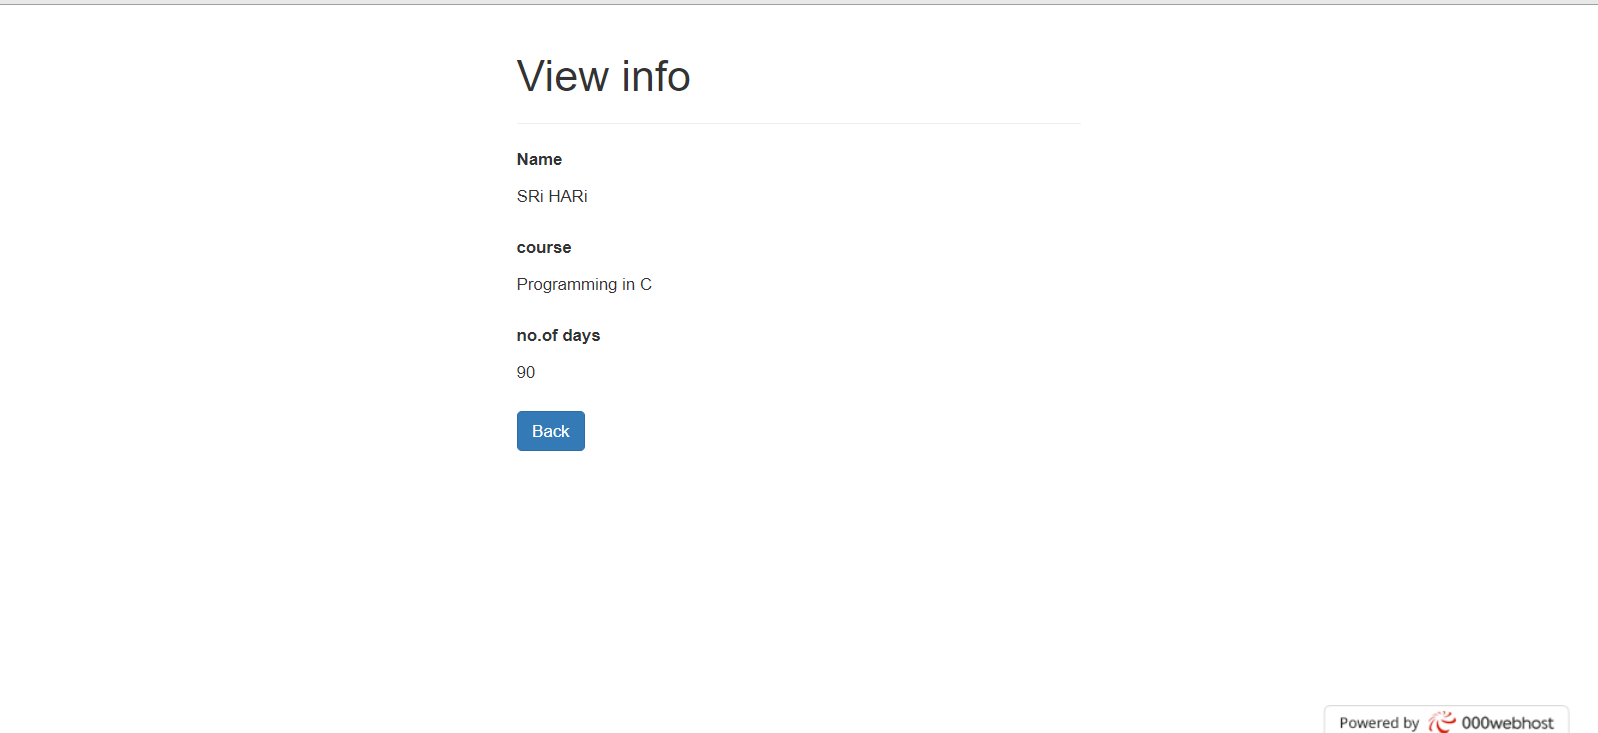 View info
Name
SRi HARi
course
Programming in C
no.of days
90
Back
Powered by 000webhost